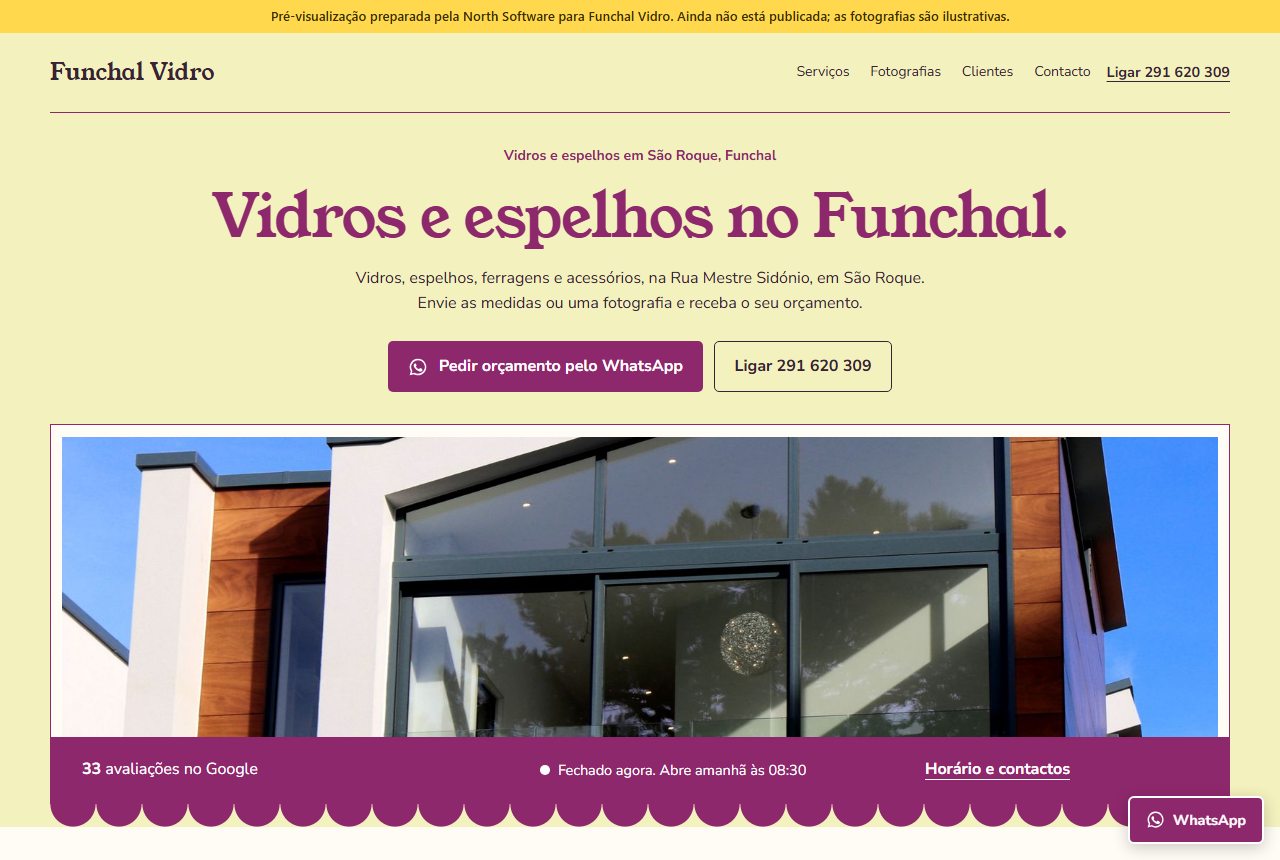 Pré-visualização preparada pela North Software para Funchal Vidro. Ainda não está publicada; as fotografias são ilustrativas.
Funchal Vidro
Serviços
Fotografias
Clientes
Contacto
Ligar 291 620 309
Vidros e espelhos em São Roque, Funchal
Vidros e espelhos no Funchal.
Vidros, espelhos, ferragens e acessórios, na Rua Mestre Sidónio, em São Roque.
Envie as medidas ou uma fotografia e receba o seu orçamento.
Pedir orçamento pelo WhatsApp
Ligar 291 620 309
33 avaliações no Google
Fechado agora. Abre amanhã às 08:30
Horário e contactos
WhatsApp